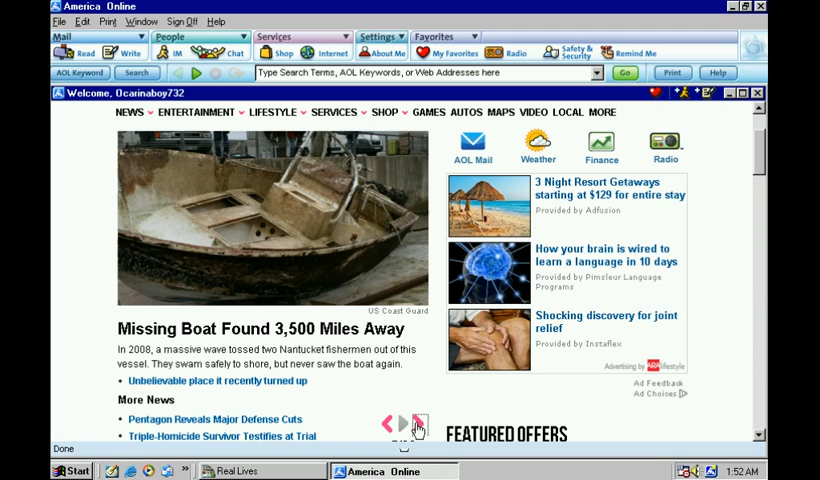 America Online
File Edit Print Window Sign Off Help
Mail People Services Settings Favorites
Read Write IM Chat Shop Internet About Me My Favorites Radio Safety & Security Remind Me
AOL Keyword Search Type Search Terms, AOL Keywords, or Web Addresses here Go Print Help
Welcome, Ocarinaboy732
NEWS ENTERTAINMENT LIFESTYLE SERVICES SHOP GAMES AUTOS MAPS VIDEO LOCAL MORE
AOL Mail Weather Finance Radio
US Coast Guard
Missing Boat Found 3,500 Miles Away
In 2008, a massive wave tossed two Nantucket fishermen out of this
vessel. They swam safely to shore, but never saw the boat again.
• Unbelievable place it recently turned up
More News
• Pentagon Reveals Major Defense Cuts
• Triple-Homicide Survivor Testifies at Trial
3 Night Resort Getaways
starting at $129 for entire stay
Provided by Adfusion
How your brain is wired to
learn a language in 10 days
Provided by Pimsleur Language
Programs
Shocking discovery for joint
relief
Provided by Instaflex
Advertising by ARAlifestyle
Ad Feedback
Ad Choices
FEATURED OFFERS
Done
Start Real Lives America Online 1:52 AM